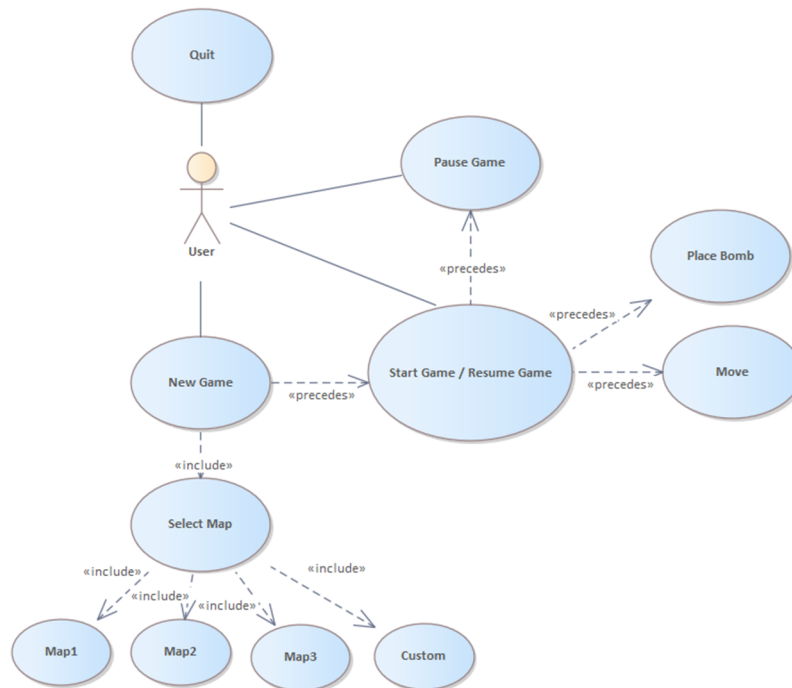 Quit
Pause Game
User
Place Bomb
«precedes»
«precedes»
New Game
Start Game / Resume Game
Move
«precedes»
«precedes»
«include»
Select Map
«include»
«include»
«include»
«include»
Map1
Map2
Map3
Custom